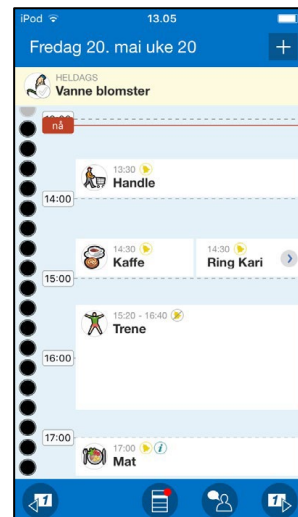 iPod 13.05
Fredag 20. mai uke 20 +
HELDAGS
Vanne blomster
nå
13:30
Handle
14:00
14:30 14:30
Kaffe Ring Kari
15:00
15:20 - 16:40
Trene
16:00
17:00
17:00
Mat
1 1